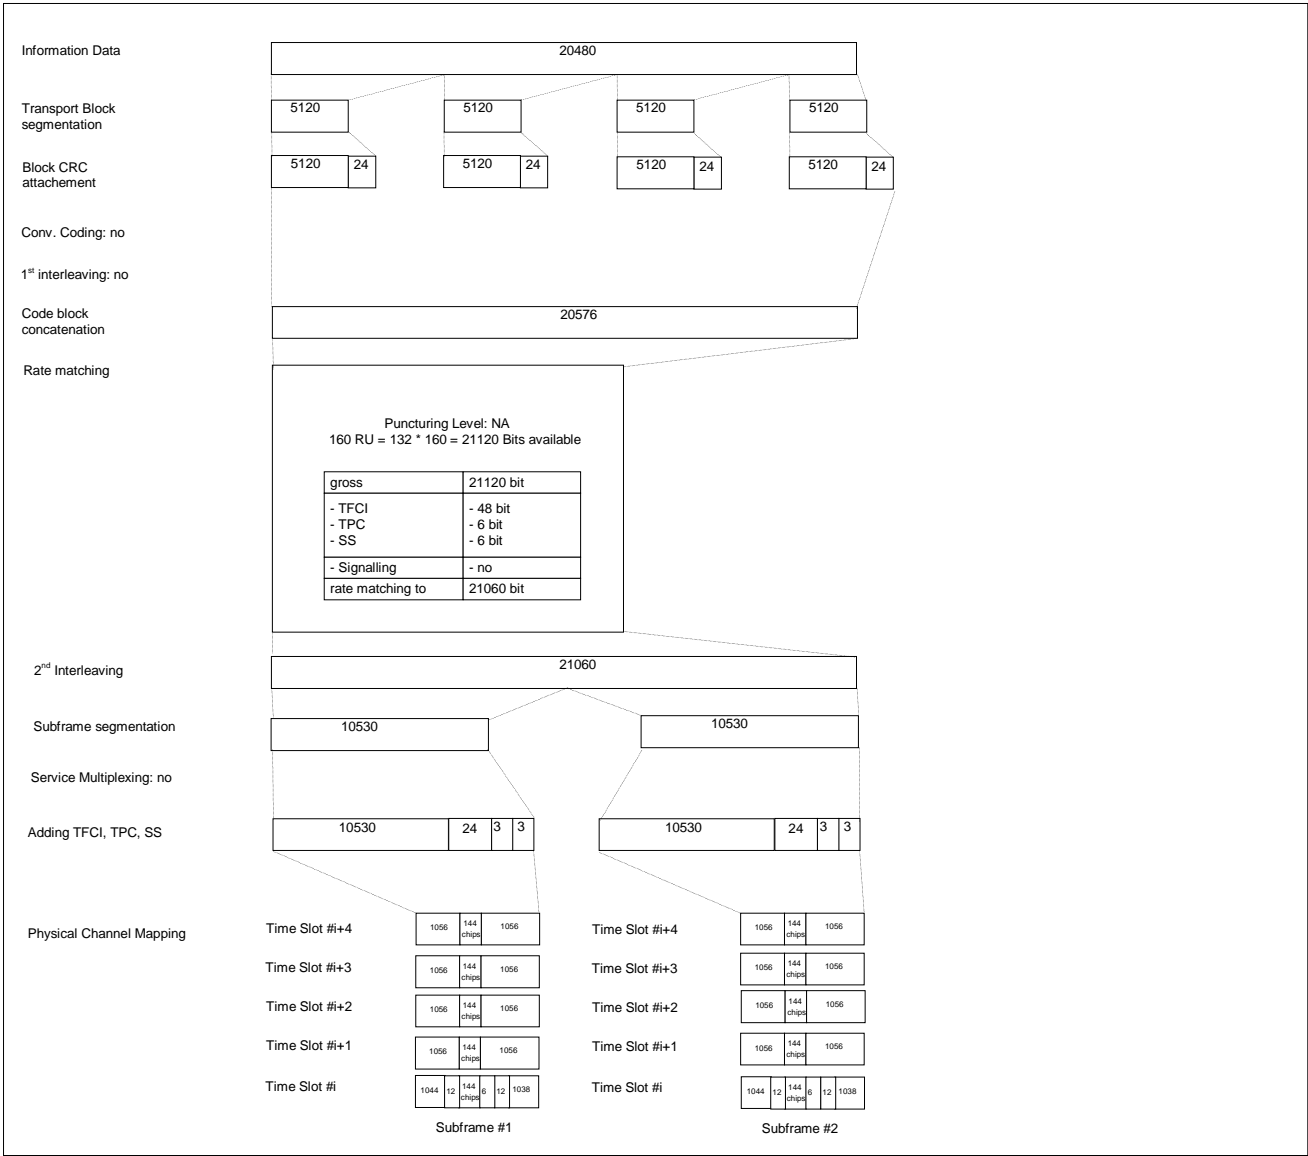 Information Data
20480
Transport Block
segmentation
5120 5120 5120 5120
Block CRC
attachement
5120 24 5120 24 5120 24 5120 24
Conv. Coding: no
1st interleaving: no
Code block
concatenation
20576
Rate matching
Puncturing Level: NA
160 RU = 132 * 160 = 21120 Bits available
gross 21120 bit
- TFCI - 48 bit
- TPC - 6 bit
- SS - 6 bit
- Signalling - no
rate matching to 21060 bit
2nd Interleaving
21060
Subframe segmentation
10530 10530
Service Multiplexing: no
Adding TFCI, TPC, SS
10530 24 3 3 10530 24 3 3
Physical Channel Mapping
Time Slot #i+4 1056 144 chips 1056 Time Slot #i+4 1056 144 chips 1056
Time Slot #i+3 1056 144 chips 1056 Time Slot #i+3 1056 144 chips 1056
Time Slot #i+2 1056 144 chips 1056 Time Slot #i+2 1056 144 chips 1056
Time Slot #i+1 1056 144 chips 1056 Time Slot #i+1 1056 144 chips 1056
Time Slot #i 1044 12 144 chips 6 12 1038 Time Slot #i 1044 12 144 chips 6 12 1038
Subframe #1 Subframe #2